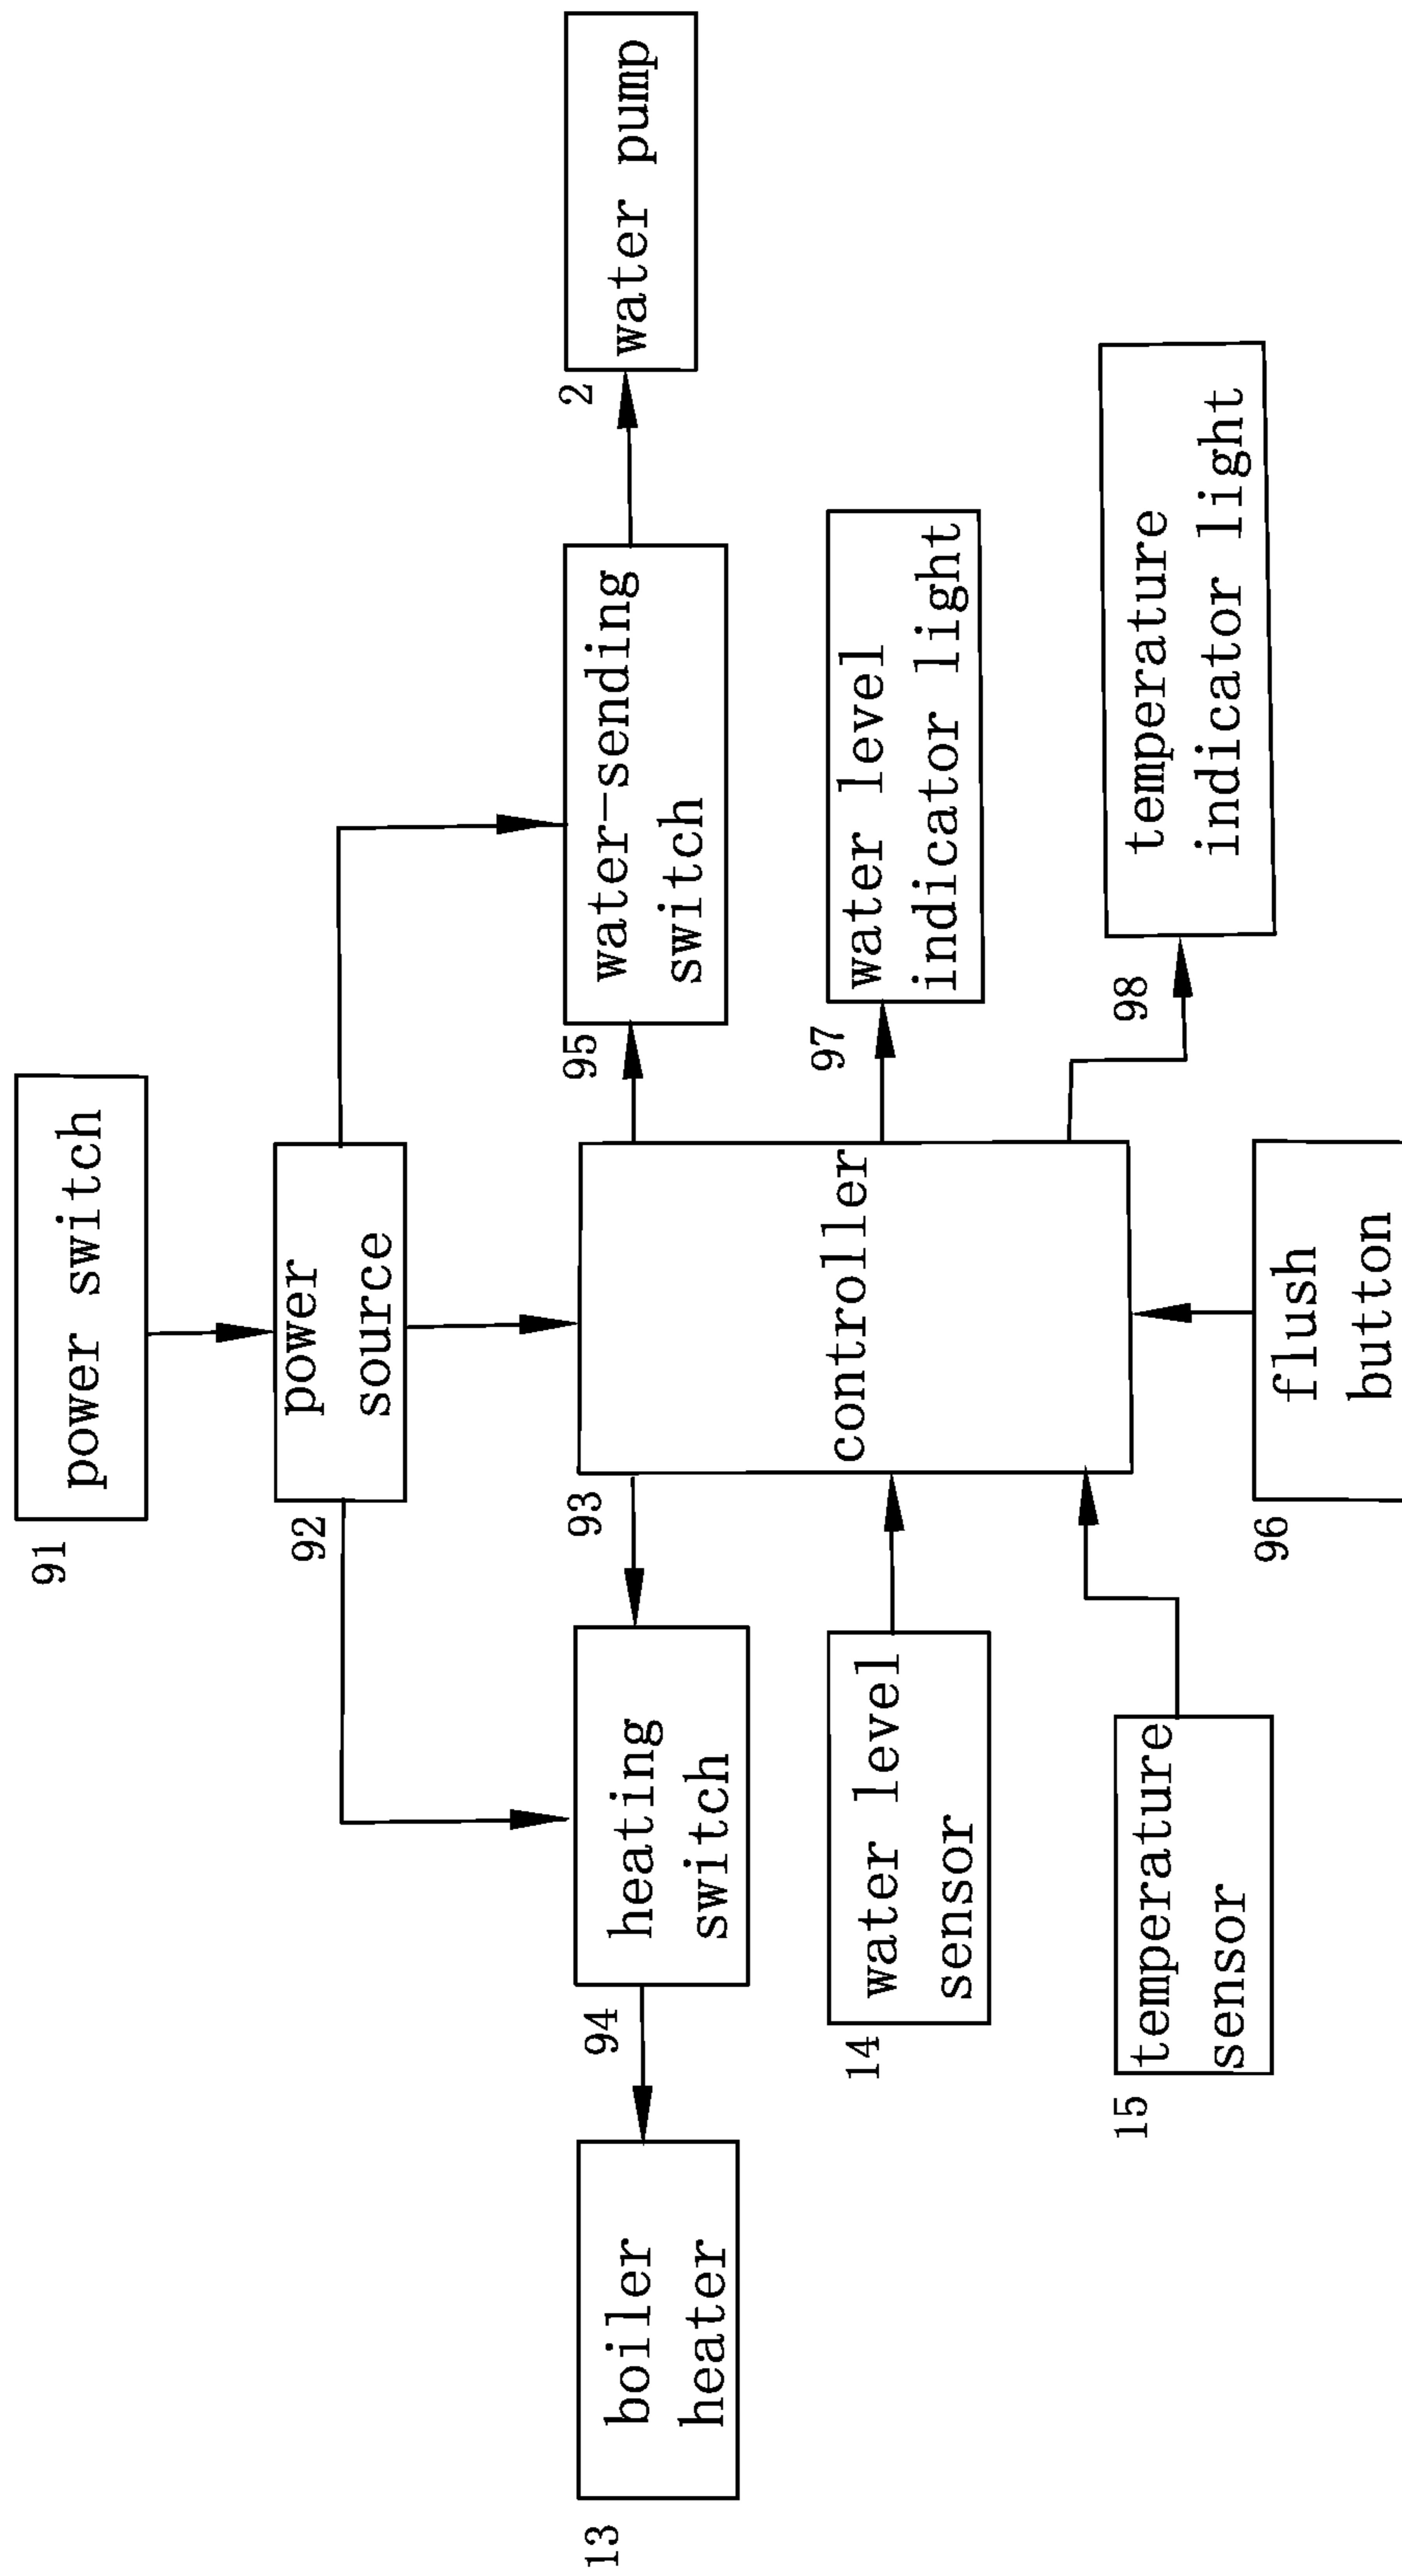 91
power switch
92
power
source
13
boiler
heater
94
heating
switch
93
controller
95
water-sending
switch
2
water pump
14
water level
sensor
97
water level
indicator light
15
temperature
sensor
98
temperature
indicator light
96
flush
button